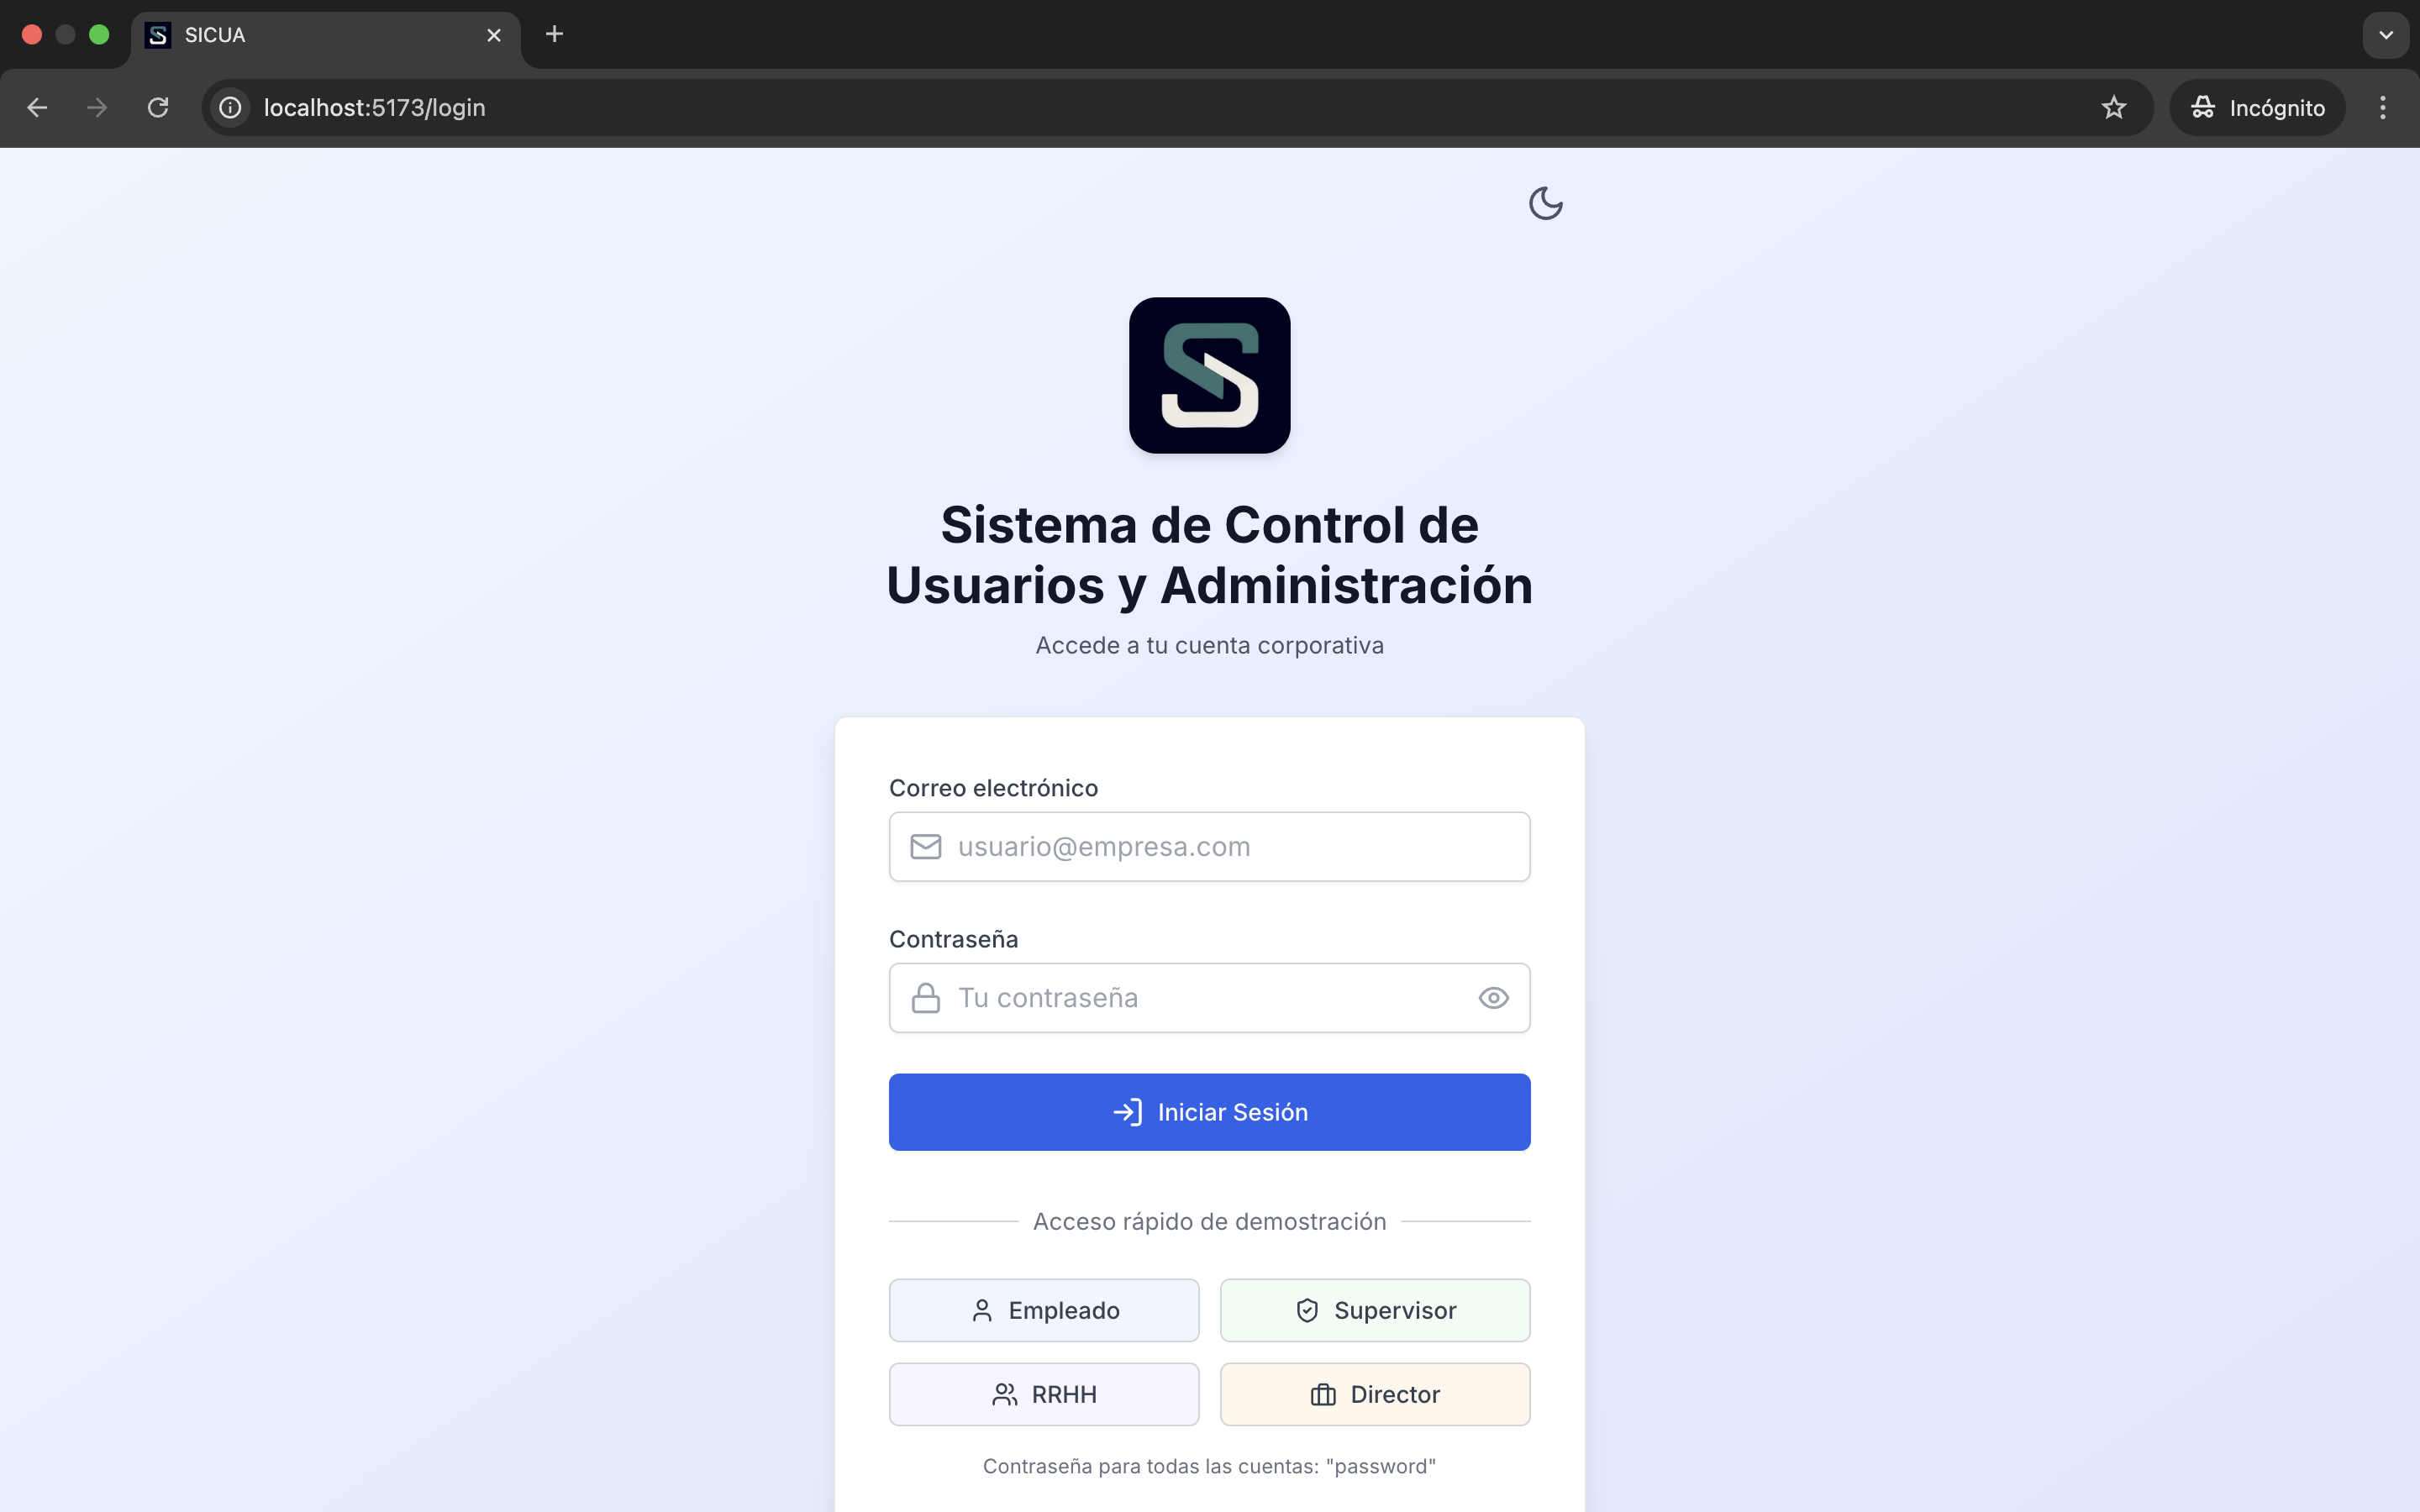 SICUA
localhost:5173/login
Incógnito
Sistema de Control de
Usuarios y Administración
Accede a tu cuenta corporativa
Correo electrónico
usuario@empresa.com
Contraseña
Tu contraseña
Iniciar Sesión
Acceso rápido de demostración
Empleado
Supervisor
RRHH
Director
Contraseña para todas las cuentas: "password"